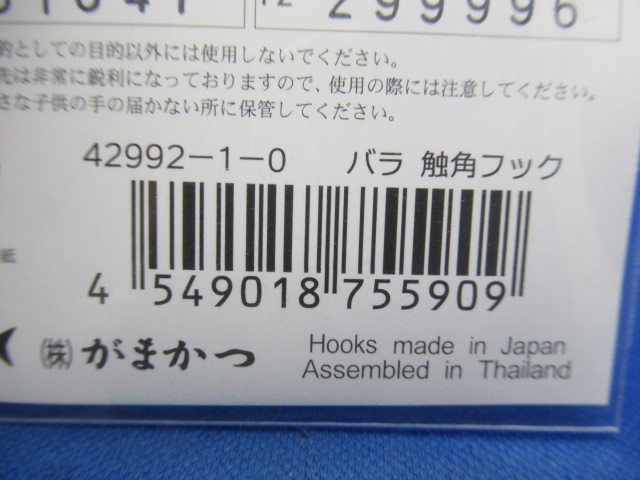 299996
的としての目的以外には使用しないでください。
先は非常に鋭利になっておりますので、使用の際には注意してください。
さな子供の手の届かない所に保管してください。
42992-1-0 バラ 触角フック
紙
4 549018 755909
㈱がまかつ
Hooks made in Japan
Assembled in Thailand